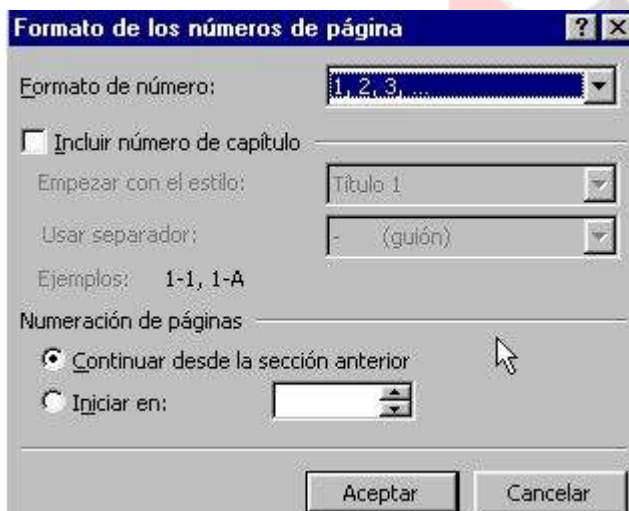 Formato de los números de página
Formato de número: 1, 2, 3, ...
Incluir número de capítulo
Empezar con el estilo: Título 1
Usar separador: - (guión)
Ejemplos: 1-1, 1-A
Numeración de páginas
Continuar desde la sección anterior
Iniciar en:
Aceptar Cancelar